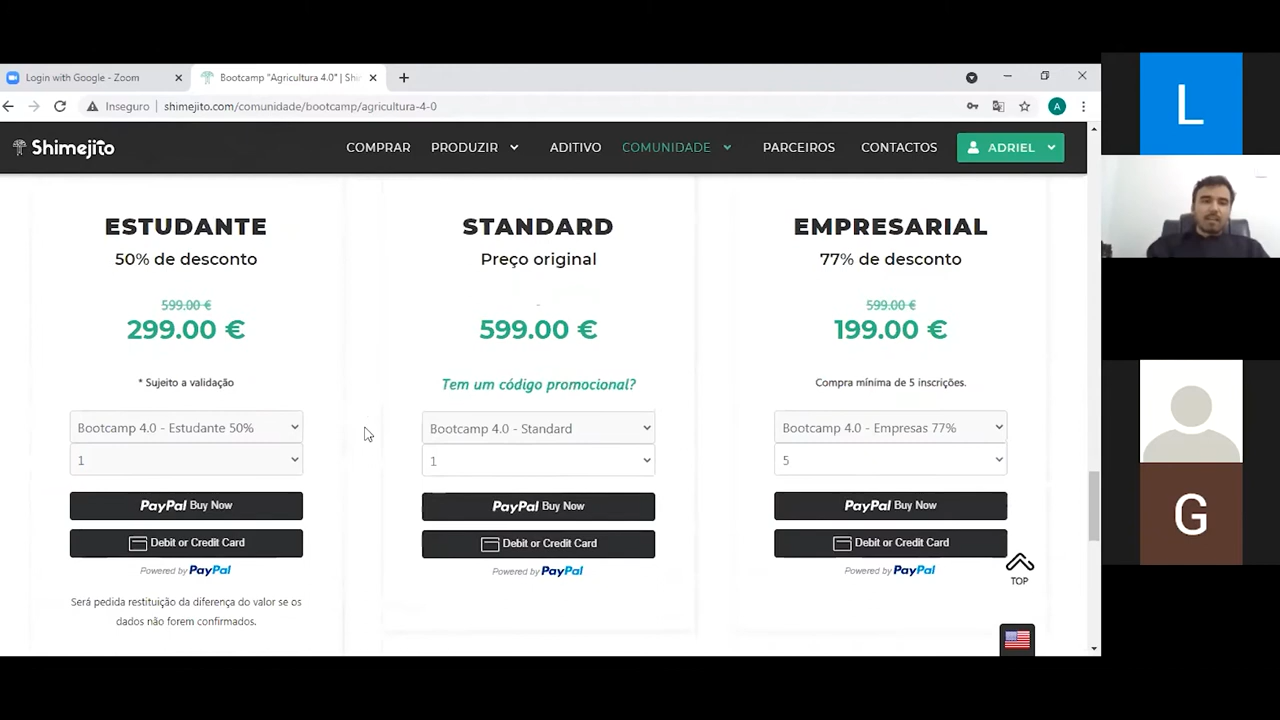 Login with Google - Zoom
Bootcamp "Agricultura 4.0" | Shi
Inseguro
shimejito.com/comunidade/bootcamp/agricultura-4-0
A
Shimejito
COMPRAR
PRODUZIR
ADITIVO
COMUNIDADE
PARCEIROS
CONTACTOS
ADRIEL
L
ESTUDANTE
50% de desconto
599.00 €
299.00 €
* Sujeito a validação
Bootcamp 4.0 - Estudante 50%
1
PayPal Buy Now
Debit or Credit Card
Powered by PayPal
Será pedida restituição da diferença do valor se os
dados não forem confirmados.
STANDARD
Preço original
-
599.00 €
Tem um código promocional?
Bootcamp 4.0 - Standard
1
PayPal Buy Now
Debit or Credit Card
Powered by PayPal
EMPRESARIAL
77% de desconto
599.00 €
199.00 €
Compra mínima de 5 inscrições.
Bootcamp 4.0 - Empresas 77%
5
PayPal Buy Now
Debit or Credit Card
Powered by PayPal
TOP
G